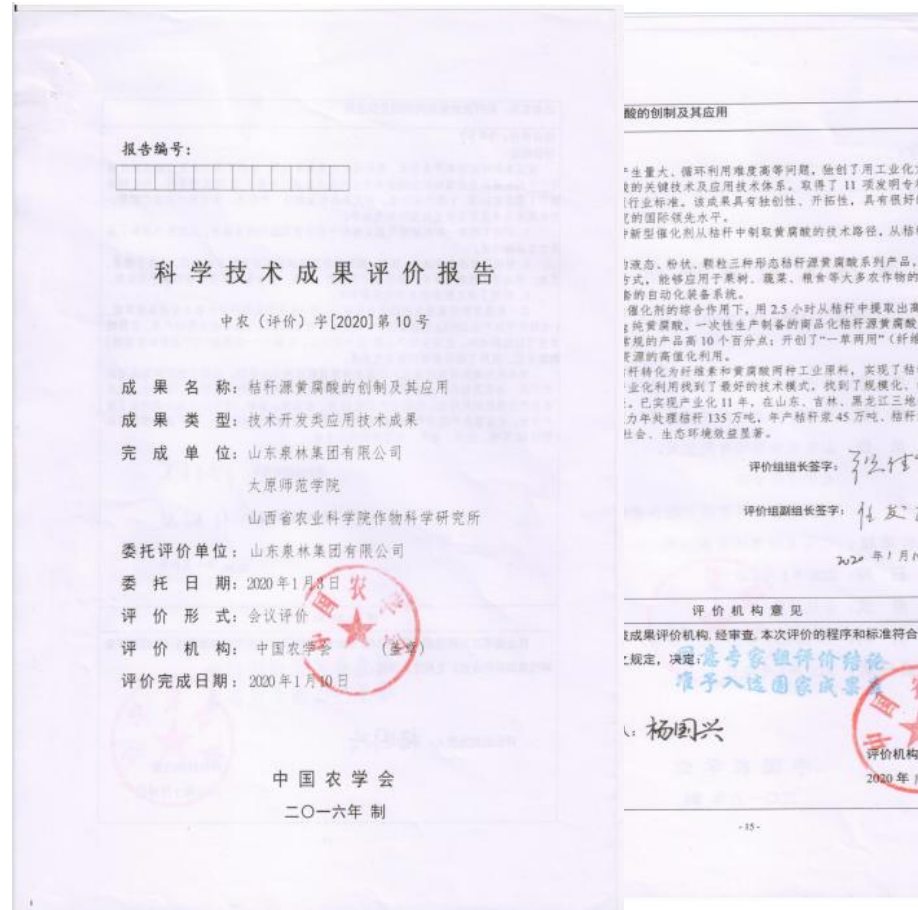 报告编号:
科学技术成果评价报告
中农（评价）字[2020]第10号
成果名称: 秸秆源黄腐酸的创制及其应用
成果类型: 技术开发类应用技术成果
完成单位: 山东泉林集团有限公司
太原师范学院
山西省农业科学院作物科学研究所
委托评价单位: 山东泉林集团有限公司
委托日期: 2020年1月3日
评价形式: 会议评价
评价机构: 中国农学会 (盖章)
评价完成日期: 2020年1月10日
中国农学会
二〇一六年 制
酸的创制及其应用
产生量大、循环利用难度高等问题，独创了用工业化
的关键技术及应用技术体系。取得了 11 项发明专
行业标准。该成果具有独创性、开拓性，具有很好
的国际领先水平。
新型催化剂从秸秆中制取黄腐酸的技术路径，从秸
液态、粉状、颗粒三种形态秸秆源黄腐酸系列产品，
方式，能够应用于果树、蔬菜、粮食等大多农作物的
的自动化装备系统。
催化剂的综合作用下，用 2.5 小时从秸秆中提取出
纯黄腐酸，一次性生产制备的商品化秸秆源黄腐酸
常规的产品高 10 个百分点；开创了“一草两用”（纤
资源的高值化利用。
秆转化为纤维素和黄腐酸两种工业原料，实现了秸
业化利用找到了最好的技术模式，找到了规模化、
已实现产业化 11 年，在山东、吉林、黑龙江三地
力年处理秸秆 135 万吨，年产秸秆浆 45 万吨、秸秆
社会、生态环境效益显著。
评价组组长签字:
评价组副组长签字:
2020年1月
评价机构意见
成果评价机构, 经审查, 本次评价的程序和标准符合
规定，决定:
同意专家组评价结论
准予入选国家成果
杨国兴
评价机构
2020年
-15-